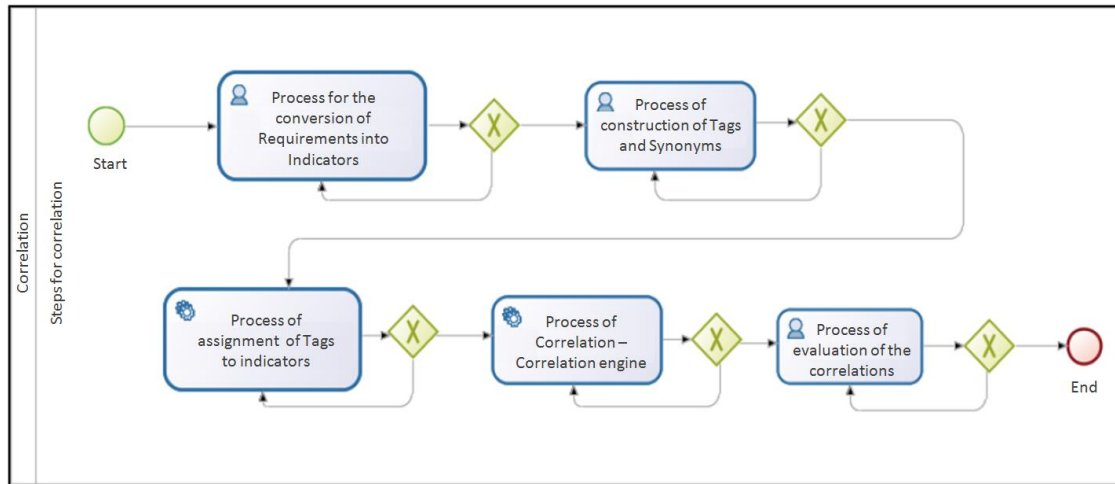 Correlation
Steps for correlation
Start
Process for the
conversion of
Requirements into
Indicators
Process of
construction of Tags
and Synonyms
Process of
assignment of Tags
to indicators
Process of
Correlation –
Correlation engine
Process of
evaluation of the
correlations
End